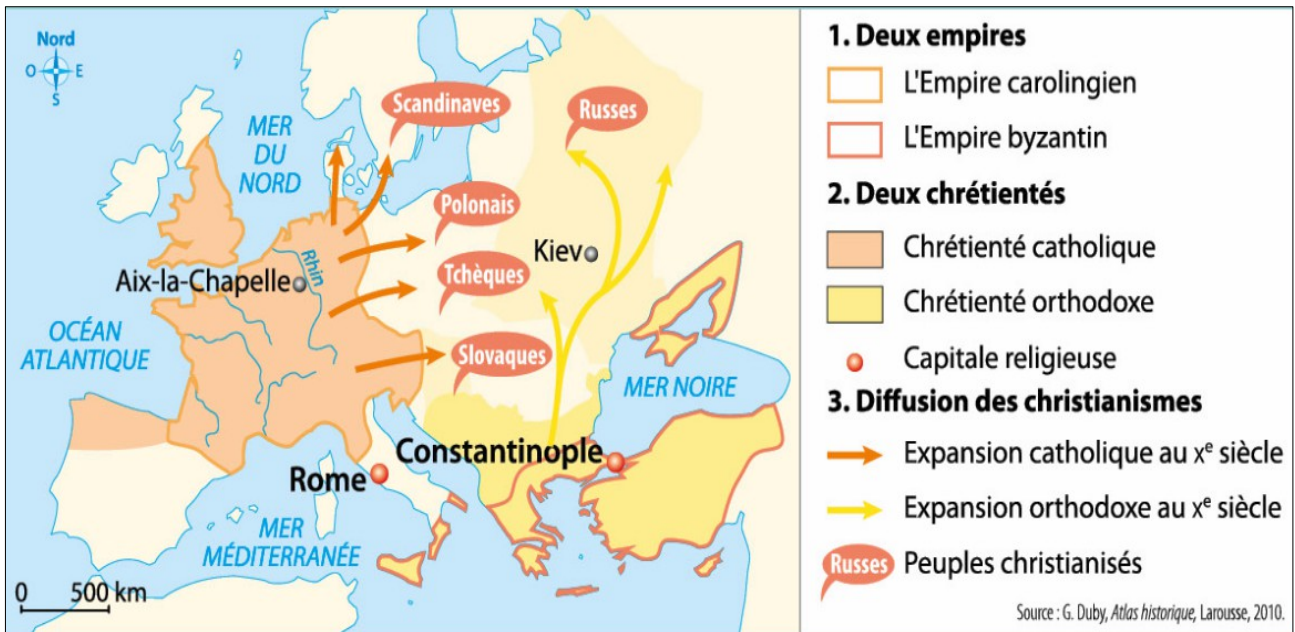 Nord
O
E
S
MER
DU
NORD
Scandinaves
Russes
Polonais
Kiev
Tchèques
Rhin
Aix-la-Chapelle
OCÉAN
ATLANTIQUE
Slovaques
MER NOIRE
Constantinople
Rome
MER
MÉDITERRANÉE
0 500 km
1. Deux empires
L'Empire carolingien
L'Empire byzantin
2. Deux chrétientés
Chrétienté catholique
Chrétienté orthodoxe
Capitale religieuse
3. Diffusion des christianismes
Expansion catholique au Xe siècle
Expansion orthodoxe au Xe siècle
Russes Peuples christianisés
Source : G. Duby, Atlas historique, Larousse, 2010.